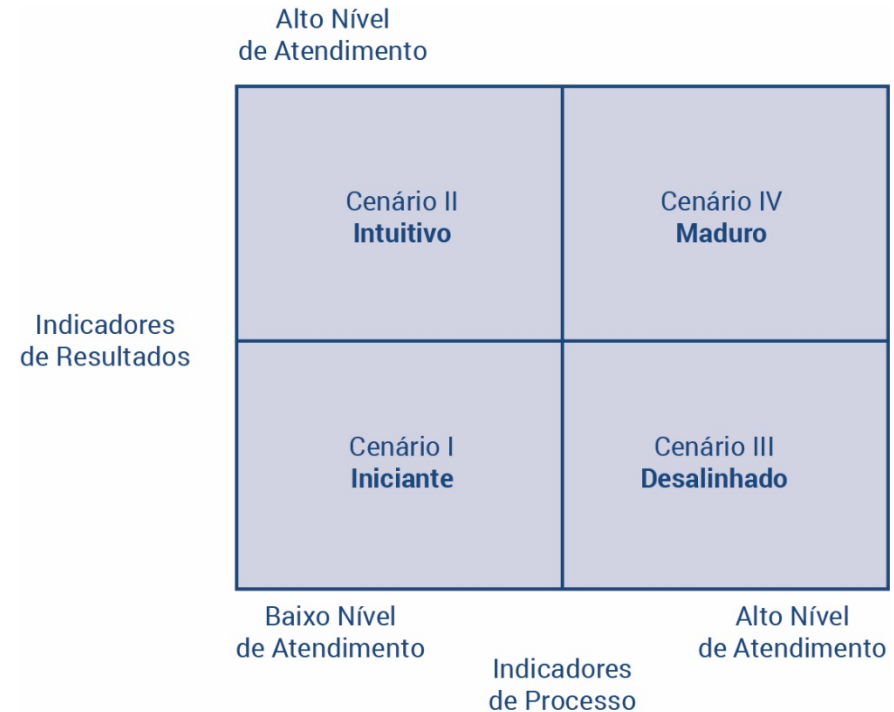 Alto Nível
de Atendimento
Cenário II
Intuitivo
Cenário IV
Maduro
Indicadores
de Resultados
Cenário I
Iniciante
Cenário III
Desalinhado
Baixo Nível
de Atendimento
Alto Nível
de Atendimento
Indicadores
de Processo